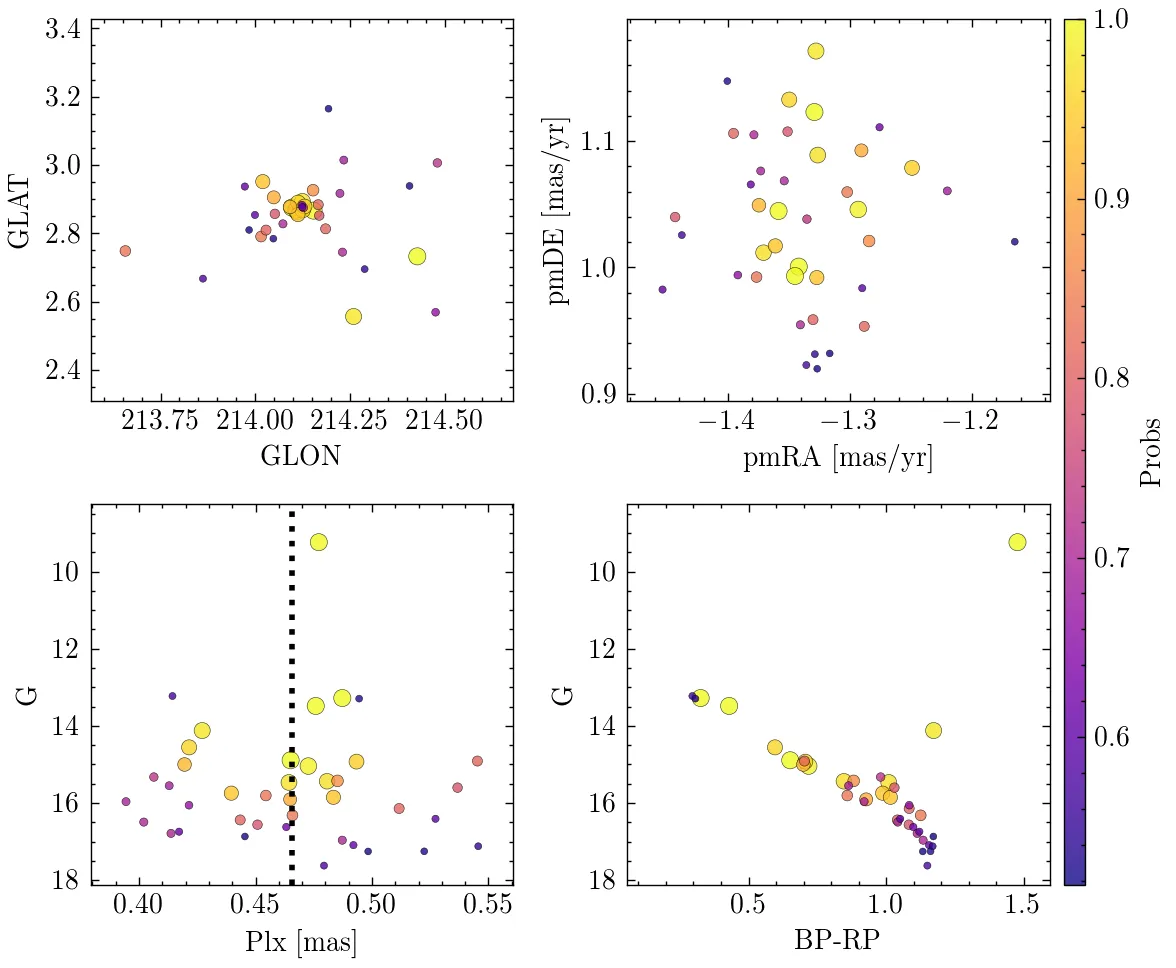 3.4
3.2
3.0
2.8
2.6
2.4
GLAT
213.75 214.00 214.25 214.50
GLON
1.1
1.0
0.9
pmDE [mas/yr]
−1.4 −1.3 −1.2
pmRA [mas/yr]
1.0
0.9
0.8
0.7
0.6
Probs
10
12
14
16
18
G
0.40 0.45 0.50 0.55
Plx [mas]
10
12
14
16
18
G
0.5 1.0 1.5
BP-RP